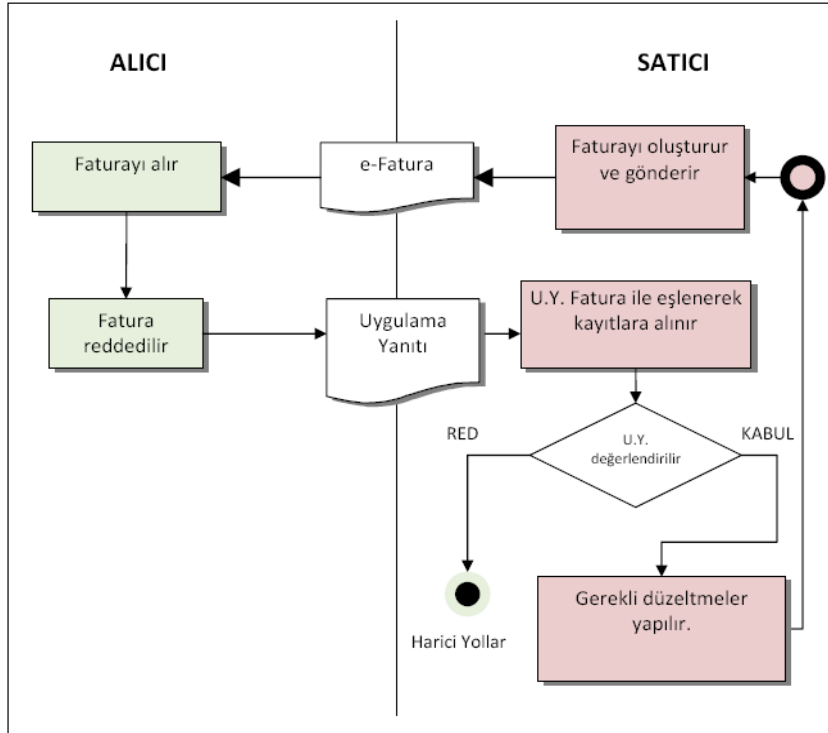 ALICI
SATICI
Faturayı alır
e-Fatura
Faturayı oluşturur
ve gönderir
Fatura
reddedilir
Uygulama
Yanıtı
U.Y. Fatura ile eşlenerek
kayıtlara alınır
RED
U.Y.
değerlendirilir
KABUL
Harici Yollar
Gerekli düzeltmeler
yapılır.